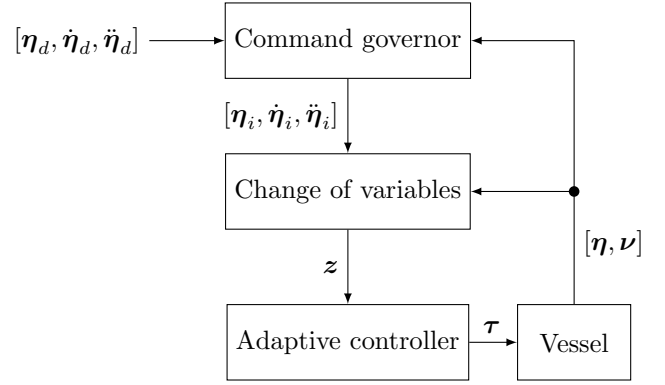 [η_d, η̇_d, η̈_d]
Command governor
[η_i, η̇_i, η̈_i]
Change of variables
[η, ν]
z
Adaptive controller
τ
Vessel